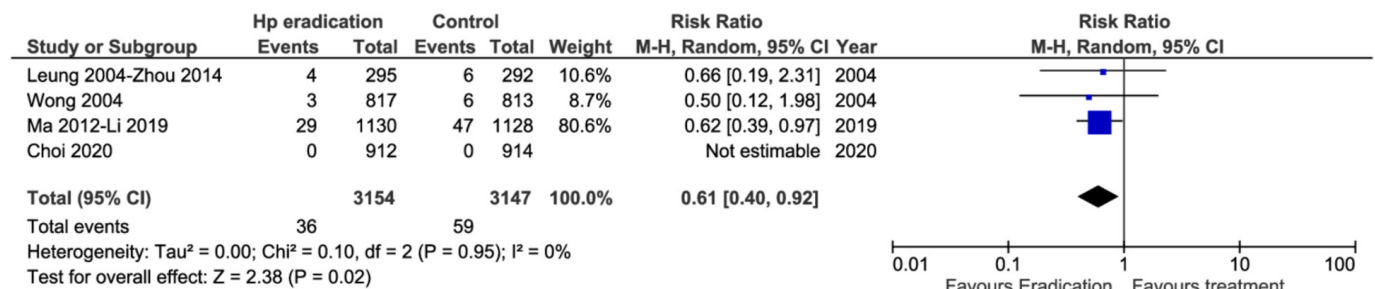 Hp eradication Control Risk Ratio Risk Ratio
Study or Subgroup Events Total Events Total Weight M-H, Random, 95% CI Year M-H, Random, 95% CI
Leung 2004-Zhou 2014 4 295 6 292 10.6% 0.66 [0.19, 2.31] 2004
Wong 2004 3 817 6 813 8.7% 0.50 [0.12, 1.98] 2004
Ma 2012-Li 2019 29 1130 47 1128 80.6% 0.62 [0.39, 0.97] 2019
Choi 2020 0 912 0 914 Not estimable 2020
Total (95% CI) 3154 3147 100.0% 0.61 [0.40, 0.92]
Total events 36 59
Heterogeneity: Tau² = 0.00; Chi² = 0.10, df = 2 (P = 0.95); I² = 0%
Test for overall effect: Z = 2.38 (P = 0.02)
0.01 0.1 1 10 100
Favours Eradication Favours treatment